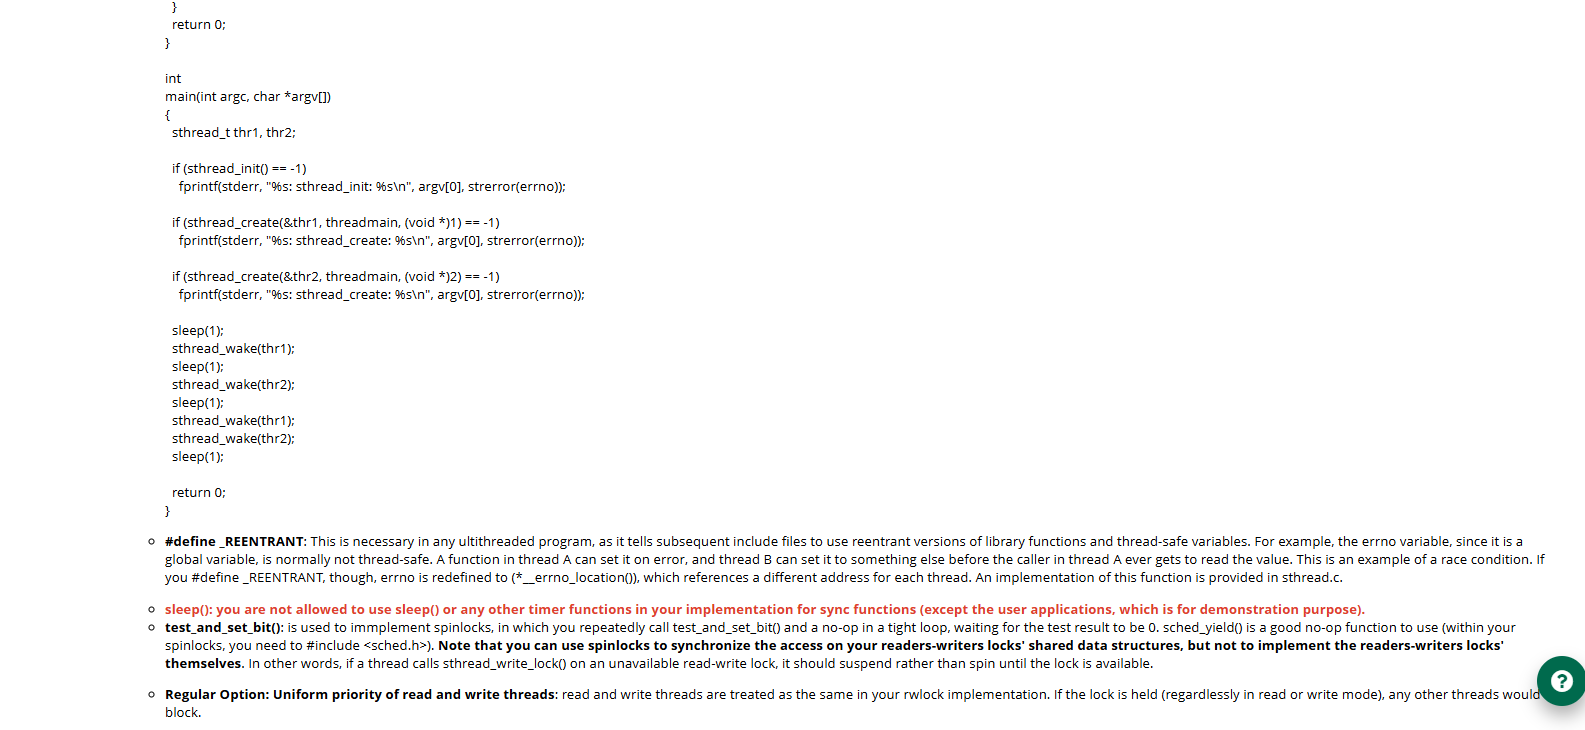 }
return 0;
}
int
main(int argc, char *argv[])
{
sthread_t thr1, thr2;
if (sthread_init() == -1)
fprintf(stderr, "%s: sthread_init: %s\n", argv[0], strerror(errno));
if (sthread_create(&thr1, threadmain, (void *)1) == -1)
fprintf(stderr, "%s: sthread_create: %s\n", argv[0], strerror(errno));
if (sthread_create(&thr2, threadmain, (void *)2) == -1)
fprintf(stderr, "%s: sthread_create: %s\n", argv[0], strerror(errno));
sleep(1);
sthread_wake(thr1);
sleep(1);
sthread_wake(thr2);
sleep(1);
sthread_wake(thr1);
sthread_wake(thr2);
sleep(1);
return 0;
}
#define _REENTRANT: This is necessary in any ultithreaded program, as it tells subsequent include files to use reentrant versions of library functions and thread-safe variables. For example, the errno variable, since it is a
global variable, is normally not thread-safe. A function in thread A can set it on error, and thread B can set it to something else before the caller in thread A ever gets to read the value. This is an example of a race condition. If
you #define _REENTRANT, though, errno is redefined to (*__errno_location()), which references a different address for each thread. An implementation of this function is provided in sthread.c.
sleep(): you are not allowed to use sleep() or any other timer functions in your implementation for sync functions (except the user applications, which is for demonstration purpose).
test_and_set_bit(): is used to immplement spinlocks, in which you repeatedly call test_and_set_bit() and a no-op in a tight loop, waiting for the test result to be 0. sched_yield() is a good no-op function to use (within your
spinlocks, you need to #include <sched.h>). Note that you can use spinlocks to synchronize the access on your readers-writers locks' shared data structures, but not to implement the readers-writers locks'
themselves. In other words, if a thread calls sthread_write_lock() on an unavailable read-write lock, it should suspend rather than spin until the lock is available.
Regular Option: Uniform priority of read and write threads: read and write threads are treated as the same in your rwlock implementation. If the lock is held (regardlessly in read or write mode), any other threads would
block.
?